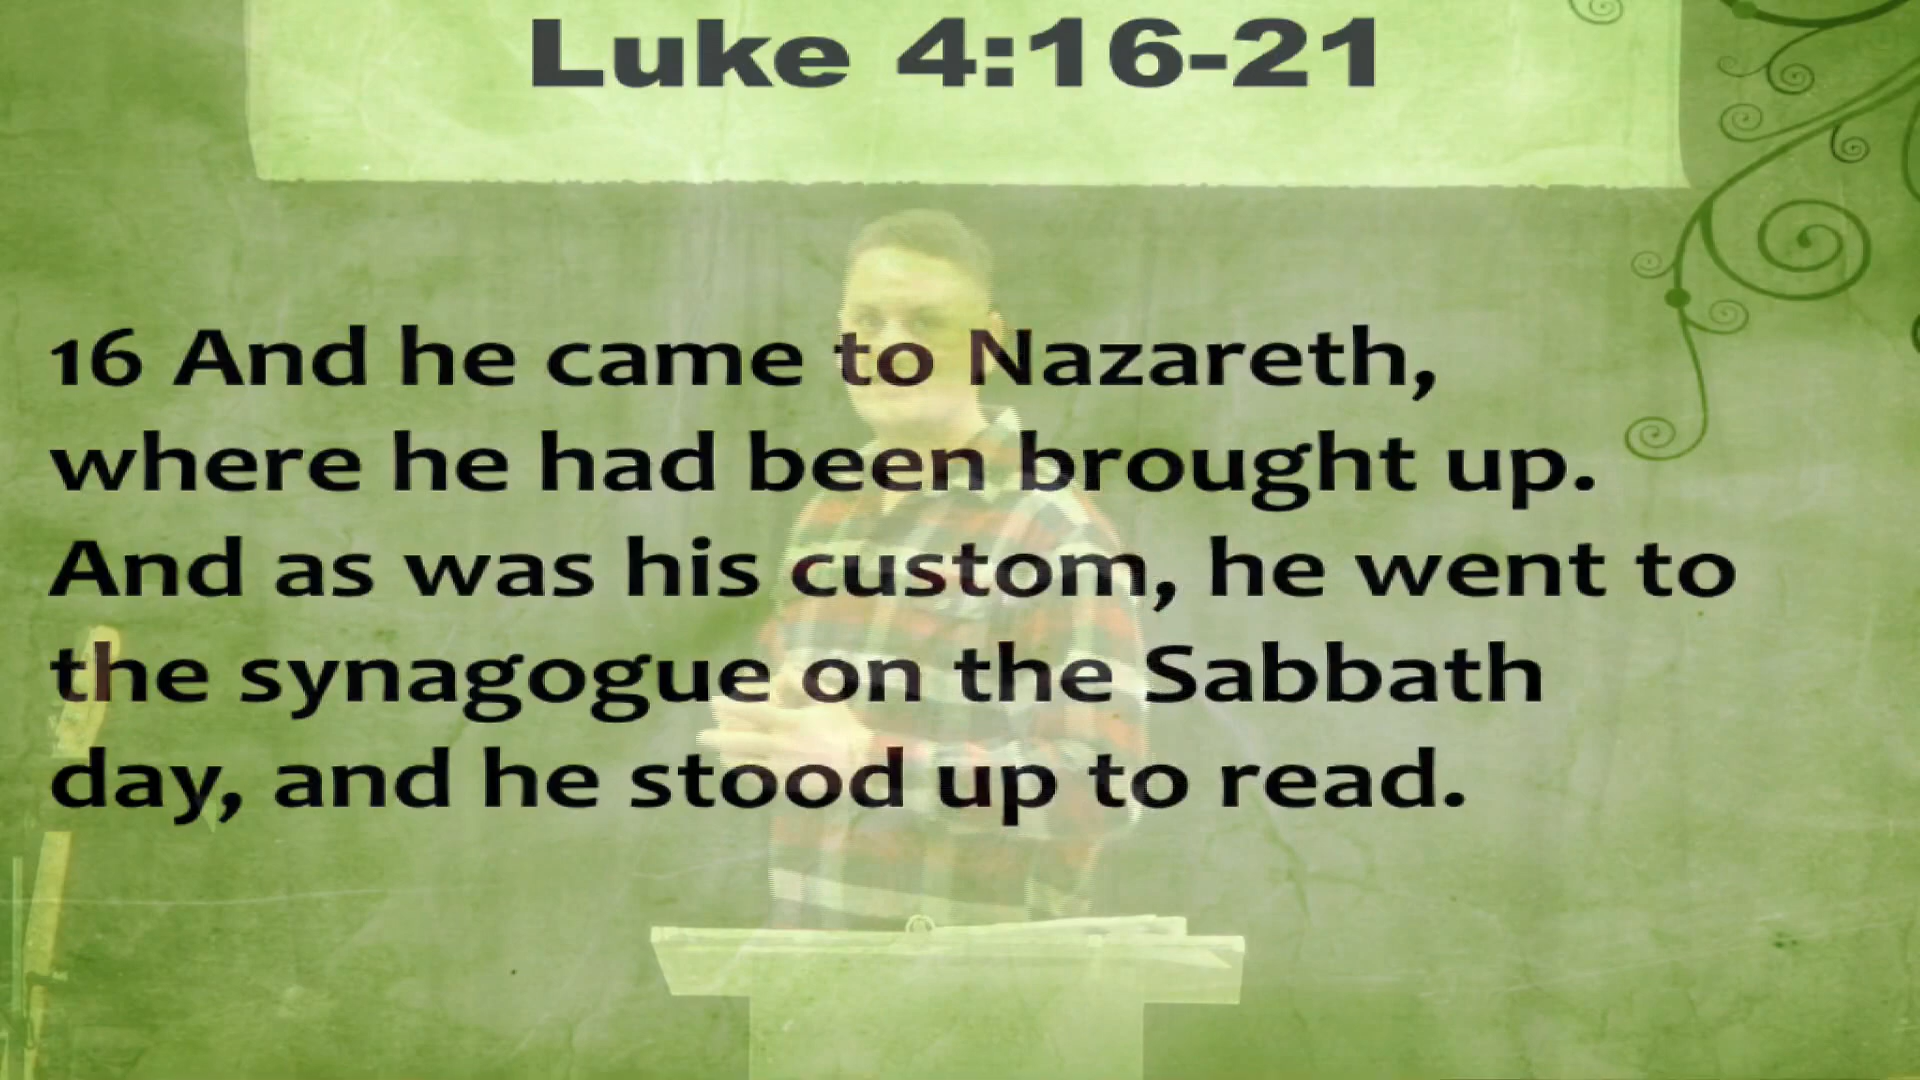 Luke 4:16-21
16 And he came to Nazareth,
where he had been brought up.
And as was his custom, he went to
the synagogue on the Sabbath
day, and he stood up to read.